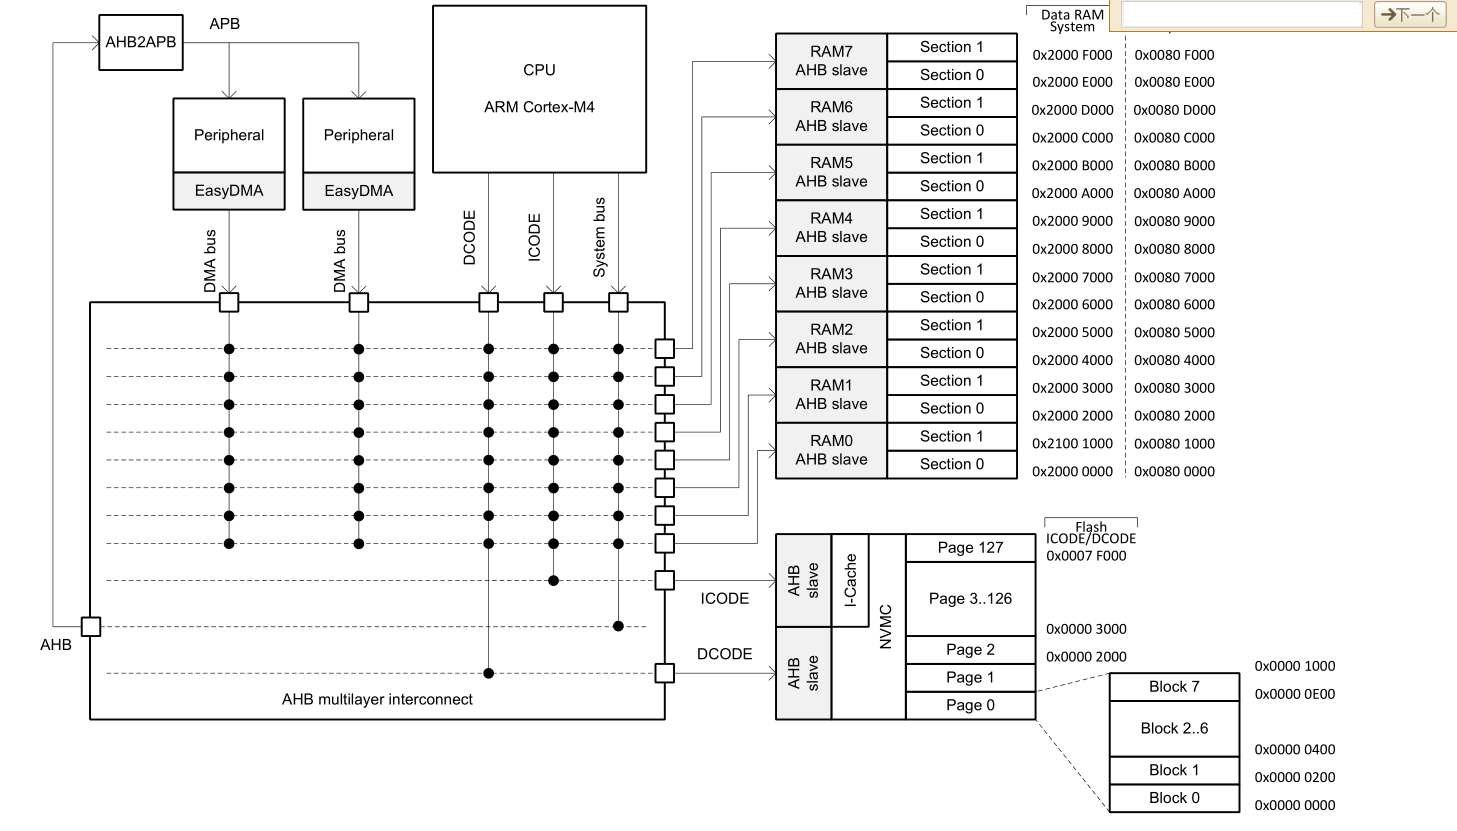 AHB2APB
APB
Peripheral
EasyDMA
Peripheral
EasyDMA
CPU
ARM Cortex-M4
DMA bus
DMA bus
DCODE
ICODE
System bus
AHB
AHB multilayer interconnect
ICODE
DCODE
下一个
Data RAM
System
RAM7
AHB slave
Section 1
0x2000 F000
0x0080 F000
Section 0
0x2000 E000
0x0080 E000
RAM6
AHB slave
Section 1
0x2000 D000
0x0080 D000
Section 0
0x2000 C000
0x0080 C000
RAM5
AHB slave
Section 1
0x2000 B000
0x0080 B000
Section 0
0x2000 A000
0x0080 A000
RAM4
AHB slave
Section 1
0x2000 9000
0x0080 9000
Section 0
0x2000 8000
0x0080 8000
RAM3
AHB slave
Section 1
0x2000 7000
0x0080 7000
Section 0
0x2000 6000
0x0080 6000
RAM2
AHB slave
Section 1
0x2000 5000
0x0080 5000
Section 0
0x2000 4000
0x0080 4000
RAM1
AHB slave
Section 1
0x2000 3000
0x0080 3000
Section 0
0x2000 2000
0x0080 2000
RAM0
AHB slave
Section 1
0x2100 1000
0x0080 1000
Section 0
0x2000 0000
0x0080 0000
Flash
ICODE/DCODE
AHB
slave
I-Cache
AHB
slave
NVMC
Page 127
0x0007 F000
Page 3..126
0x0000 3000
Page 2
0x0000 2000
Page 1
Page 0
0x0000 1000
Block 7
0x0000 0E00
Block 2..6
0x0000 0400
Block 1
0x0000 0200
Block 0
0x0000 0000